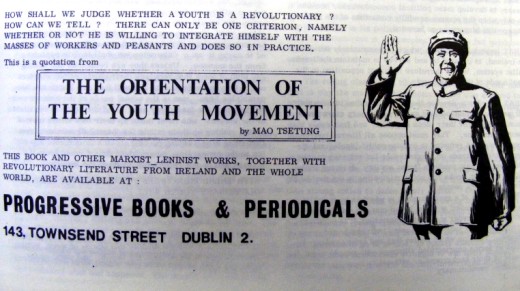 HOW SHALL WE JUDGE WHETHER A YOUTH IS A REVOLUTIONARY ?
HOW CAN WE TELL ? THERE CAN ONLY BE ONE CRITERION, NAMELY
WHETHER OR NOT HE IS WILLING TO INTEGRATE HIMSELF WITH THE
MASSES OF WORKERS AND PEASANTS AND DOES SO IN PRACTICE.
This is a quotation from
THE ORIENTATION OF
THE YOUTH MOVEMENT
by MAO TSETUNG
THIS BOOK AND OTHER MARXIST_LENINIST WORKS, TOGETHER WITH
REVOLUTIONARY LITERATURE FROM IRELAND AND THE WHOLE
WORLD, ARE AVAILABLE AT :
PROGRESSIVE BOOKS & PERIODICALS
143, TOWNSEND STREET DUBLIN 2.